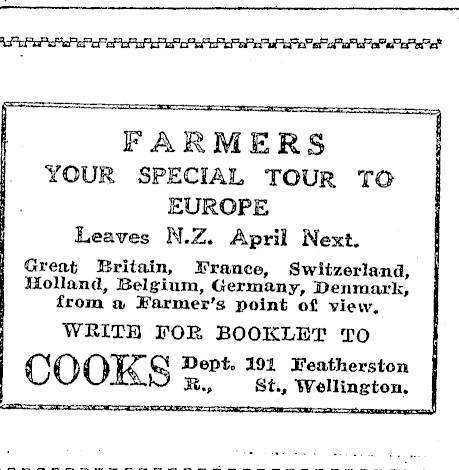 FARMERS
YOUR SPECIAL TOUR TO
EUROPE
Leaves N.Z. April Next.
Great Britain, France, Switzerland,
Holland, Belgium, Germany, Denmark,
from a Farmer's point of view.
WRITE FOR BOOKLET TO
COOKS Dept. 191 Featherston
R., St., Wellington.